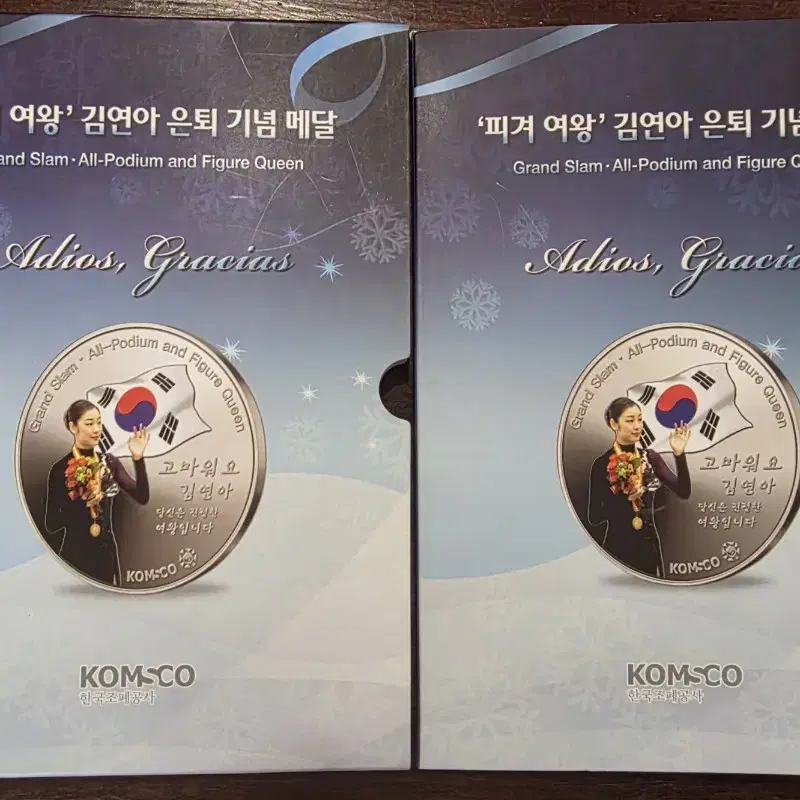 여왕’ 김연아 은퇴 기념 메달
and Slam · All-Podium and Figure Queen
Adios, Gracias
Grand Slam · All-Podium and Figure Queen
고마워요
김연아
당신은 진정한
여왕입니다
KOMSCO
KOMSCO
한국조폐공사
‘피겨 여왕’ 김연아 은퇴 기념
Grand Slam · All-Podium and Figure Q
Adios, Gracia
Grand Slam · All-Podium and Figure Queen
고마워요
김연아
당신은 진정한
여왕입니다
KOMSCO
KOMSCO
한국조폐공사